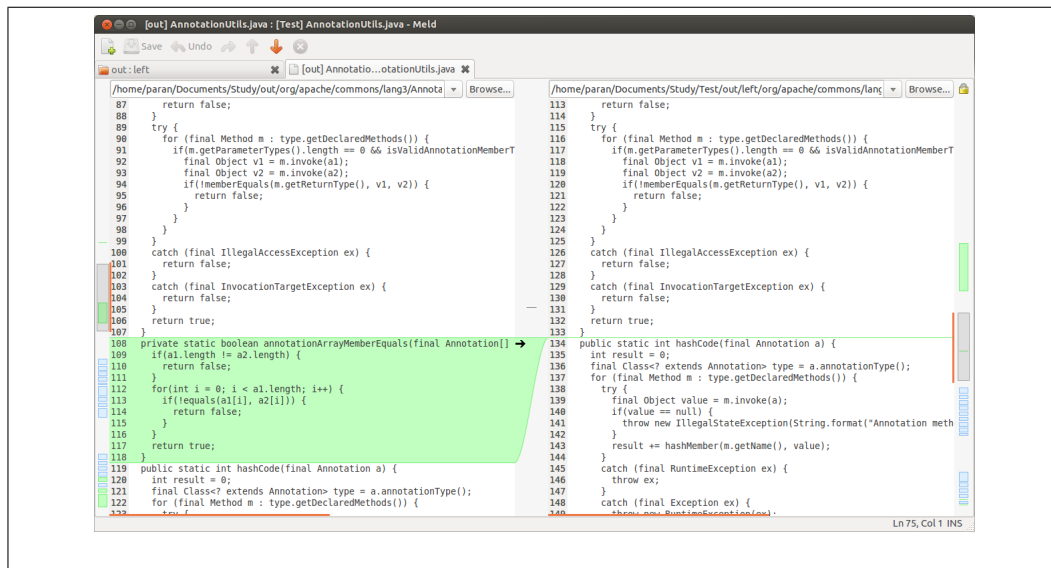 [out] AnnotationUtils.java : [Test] AnnotationUtils.java - Meld
Save Undo
out : left
[out] Annotatio...otationUtils.java
/home/paran/Documents/Study/out/org/apache/commons/lang3/Annota
Browse...
87 return false;
88 }
89 try {
90 for (final Method m : type.getDeclaredMethods()) {
91 if(m.getParameterTypes().length == 0 && isValidAnnotationMemberT
92 final Object v1 = m.invoke(a1);
93 final Object v2 = m.invoke(a2);
94 if(!memberEquals(m.getReturnType(), v1, v2)) {
95 return false;
96 }
97 }
98 }
99 }
100 catch (final IllegalAccessException ex) {
101 return false;
102 }
103 catch (final InvocationTargetException ex) {
104 return false;
105 }
106 return true;
107 }
108 private static boolean annotationArrayMemberEquals(final Annotation[]
109 if(a1.length != a2.length) {
110 return false;
111 }
112 for(int i = 0; i < a1.length; i++) {
113 if(!equals(a1[i], a2[i])) {
114 return false;
115 }
116 }
117 return true;
118 }
119 public static int hashCode(final Annotation a) {
120 int result = 0;
121 final Class<? extends Annotation> type = a.annotationType();
122 for (final Method m : type.getDeclaredMethods()) {
123 try {
/home/paran/Documents/Study/Test/out/left/org/apache/commons/lang
Browse...
113 return false;
114 }
115 try {
116 for (final Method m : type.getDeclaredMethods()) {
117 if(m.getParameterTypes().length == 0 && isValidAnnotationMemberT
118 final Object v1 = m.invoke(a1);
119 final Object v2 = m.invoke(a2);
120 if(!memberEquals(m.getReturnType(), v1, v2)) {
121 return false;
122 }
123 }
124 }
125 }
126 catch (final IllegalAccessException ex) {
127 return false;
128 }
129 catch (final InvocationTargetException ex) {
130 return false;
131 }
132 return true;
133 }
134 public static int hashCode(final Annotation a) {
135 int result = 0;
136 final Class<? extends Annotation> type = a.annotationType();
137 for (final Method m : type.getDeclaredMethods()) {
138 try {
139 final Object value = m.invoke(a);
140 if(value == null) {
141 throw new IllegalStateException(String.format("Annotation meth
142 }
143 result += hashMember(m.getName(), value);
144 }
145 catch (final RuntimeException ex) {
146 throw ex;
147 }
148 catch (final Exception ex) {
149 throw new RuntimeException(ex);
Ln 75, Col 1 INS